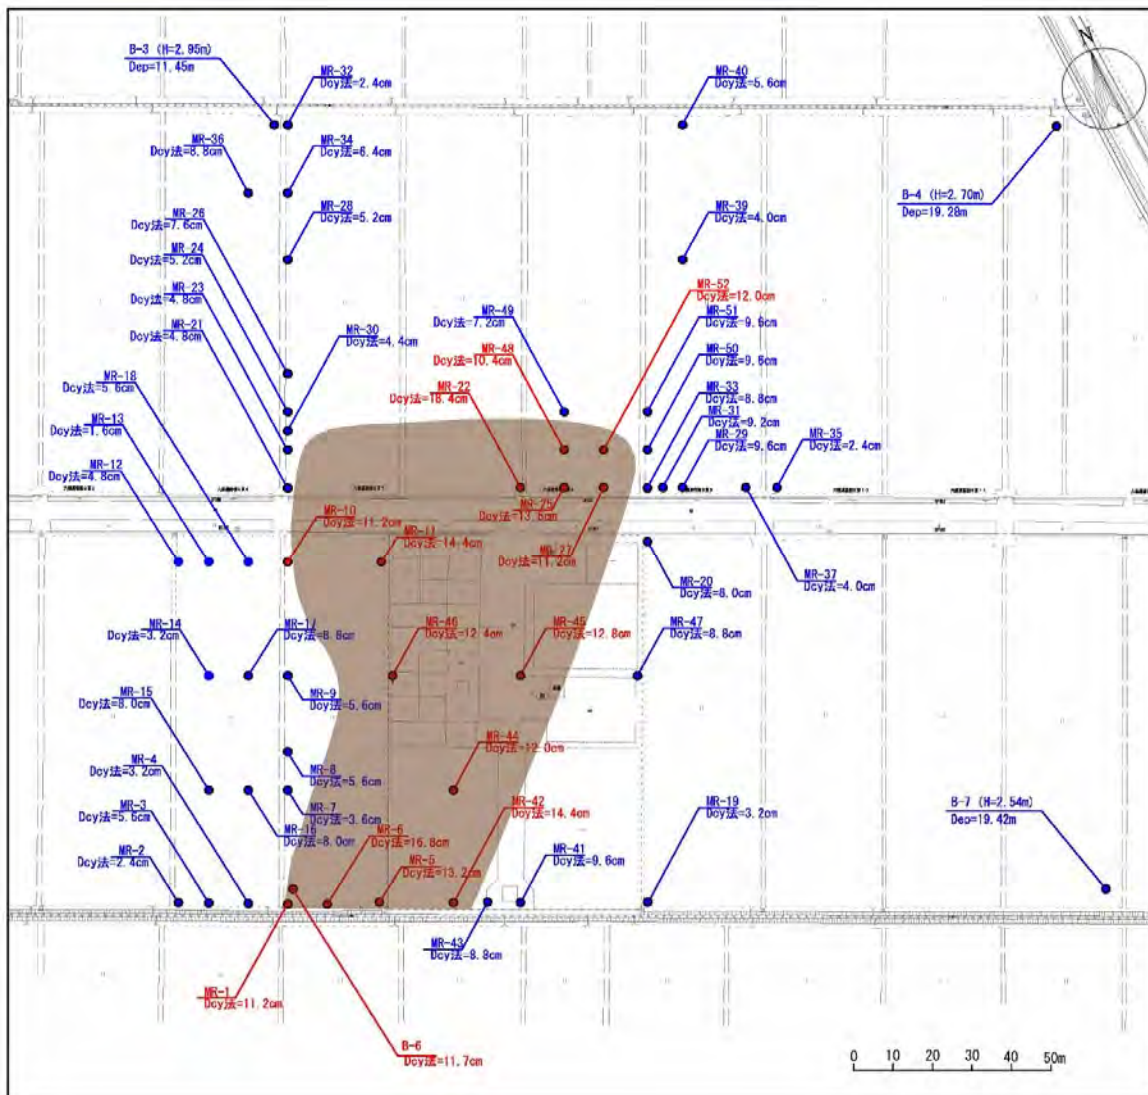 N
B-3 (H=2.95m)
Dep=11.45m
MR-32
Dcy法=2.4cm
MR-40
Dcy法=5.6cm
MR-36
Dcy法=8.8cm
MR-34
Dcy法=6.4cm
B-4 (H=2.70m)
Dep=19.28m
MR-26
Dcy法=7.6cm
MR-28
Dcy法=5.2cm
MR-39
Dcy法=4.0cm
MR-24
Dcy法=5.2cm
MR-52
Dcy法=12.0cm
MR-23
Dcy法=4.8cm
MR-49
Dcy法=7.2cm
MR-51
Dcy法=9.6cm
MR-21
Dcy法=4.8cm
MR-30
Dcy法=4.4cm
MR-48
Dcy法=10.4cm
MR-50
Dcy法=9.6cm
MR-18
Dcy法=5.6cm
MR-22
Dcy法=18.4cm
MR-33
Dcy法=8.8cm
MR-13
Dcy法=1.6cm
MR-31
Dcy法=9.2cm
MR-29
Dcy法=9.6cm
MR-35
Dcy法=2.4cm
MR-12
Dcy法=4.8cm
MR-10
Dcy法=11.2cm
MR-25
Dcy法=13.6cm
MR-11
Dcy法=14.4cm
MR-27
Dcy法=11.2cm
MR-37
Dcy法=4.0cm
MR-20
Dcy法=8.0cm
MR-14
Dcy法=3.2cm
MR-17
Dcy法=8.8cm
MR-46
Dcy法=12.4cm
MR-45
Dcy法=12.8cm
MR-47
Dcy法=8.8cm
MR-15
Dcy法=8.0cm
MR-9
Dcy法=5.6cm
MR-44
Dcy法=12.0cm
MR-4
Dcy法=3.2cm
MR-8
Dcy法=5.6cm
MR-3
Dcy法=5.6cm
MR-7
Dcy法=3.6cm
MR-42
Dcy法=14.4cm
MR-19
Dcy法=3.2cm
B-7 (H=2.54m)
Dep=19.42m
MR-16
Dcy法=8.0cm
MR-6
Dcy法=16.8cm
MR-2
Dcy法=2.4cm
MR-5
Dcy法=13.2cm
MR-41
Dcy法=9.6cm
MR-43
Dcy法=8.8cm
MR-1
Dcy法=11.2cm
B-6
Dcy法=11.7cm
0 10 20 30 40 50m